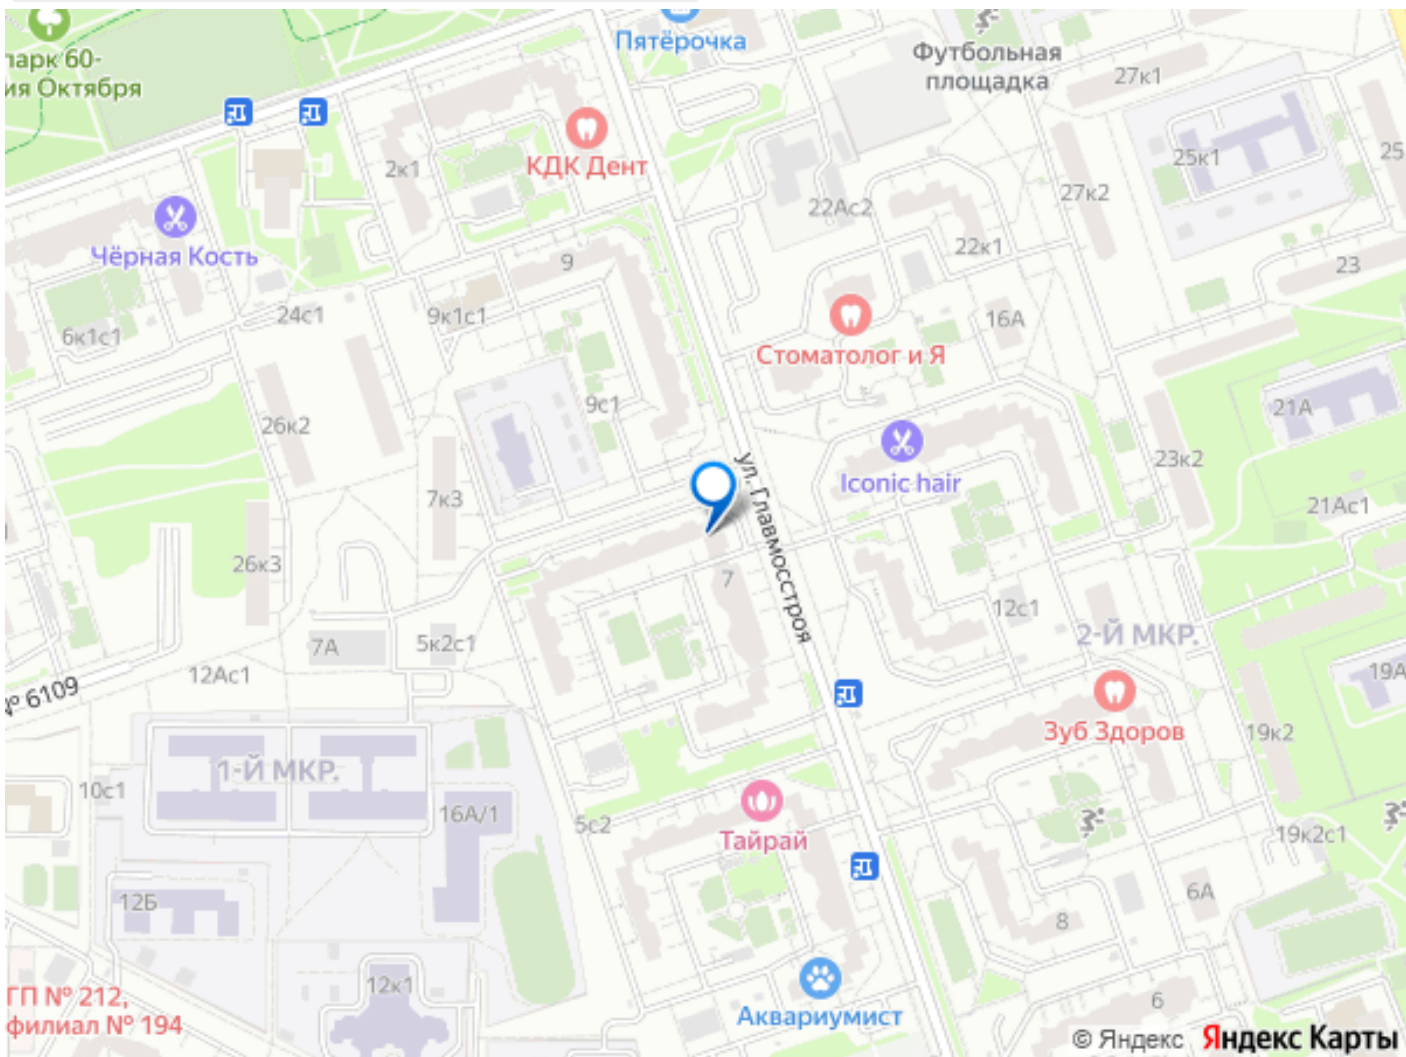 Пятёрочка
Футбольная
площадка
27к1
парк 60-
ия Октября
КДК Дент
2к1
25к1
25
27к2
22Ас2
Чёрная Кость
22к1
9
23
24с1
9к1с1
6к1с1
16А
Стоматолог и Я
9с1
21А
26к2
Iconic hair
23к2
7к3
ул. Главмосстроя
21Ас1
26к3
7
12с1
2-Й МКР.
7А
5к2с1
12Ас1
№ 6109
19А
Зуб Здоров
19к2
1-Й МКР.
10с1
16А/1
5с2
Тайрай
19к2с1
12Б
6А
8
12к1
ГП № 212,
филиал № 194
Аквариумист
6
© Яндекс Яндекс Карты